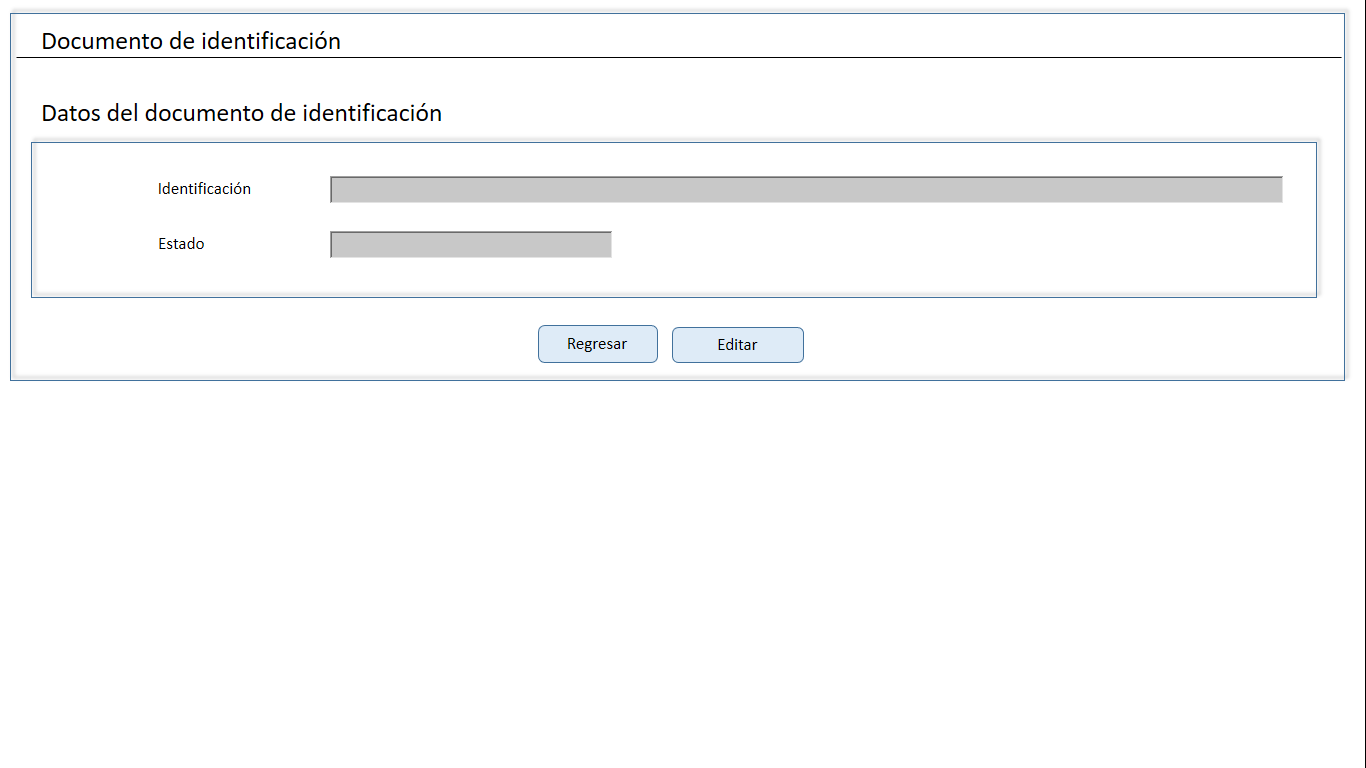 Documento de identificación
Datos del documento de identificación
Identificación
Estado
Regresar Editar